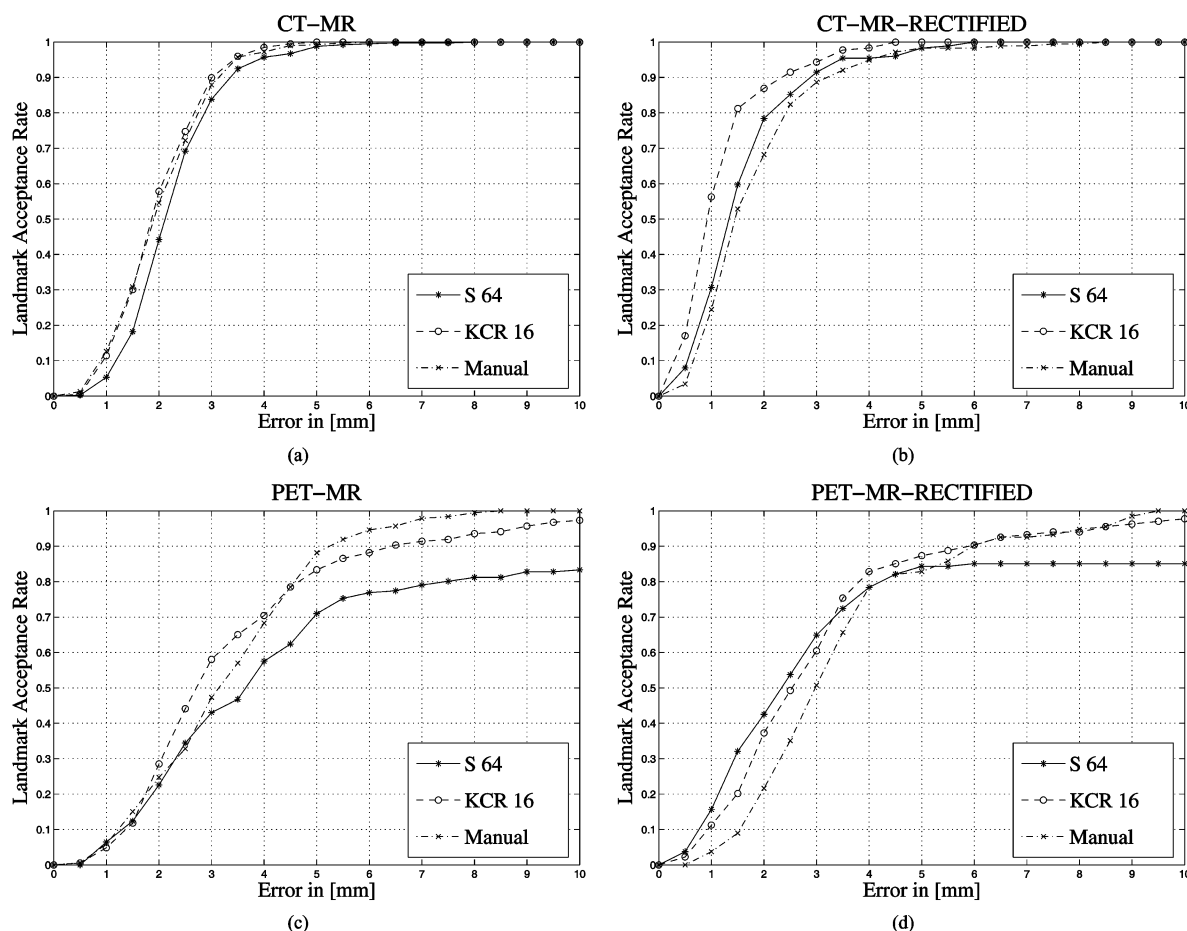 CT−MR
1
0.9
0.8
0.7
0.6
0.5
0.4
0.3
0.2
0.1
0
Landmark Acceptance Rate
S 64
KCR 16
Manual
0 1 2 3 4 5 6 7 8 9 10
Error in [mm]
(a)
CT−MR−RECTIFIED
1
0.9
0.8
0.7
0.6
0.5
0.4
0.3
0.2
0.1
0
Landmark Acceptance Rate
S 64
KCR 16
Manual
0 1 2 3 4 5 6 7 8 9 10
Error in [mm]
(b)
PET−MR
1
0.9
0.8
0.7
0.6
0.5
0.4
0.3
0.2
0.1
0
Landmark Acceptance Rate
S 64
KCR 16
Manual
0 1 2 3 4 5 6 7 8 9 10
Error in [mm]
(c)
PET−MR−RECTIFIED
1
0.9
0.8
0.7
0.6
0.5
0.4
0.3
0.2
0.1
0
Landmark Acceptance Rate
S 64
KCR 16
Manual
0 1 2 3 4 5 6 7 8 9 10
Error in [mm]
(d)